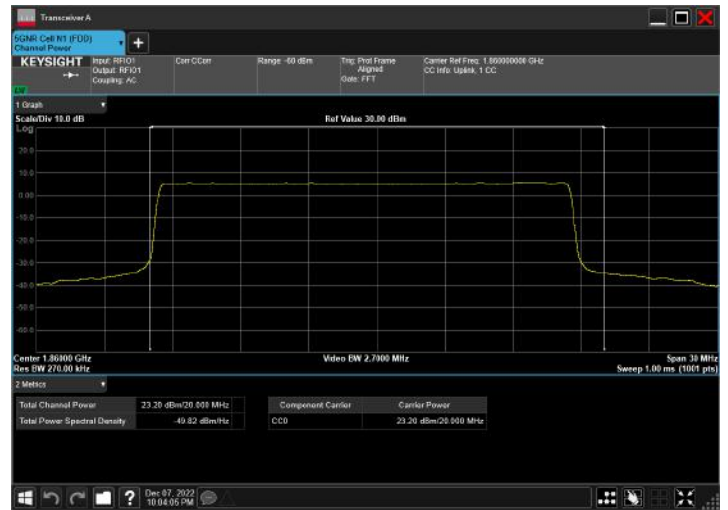 Transceiver A
5GNR Cell N1 (FDD)
Channel Power
KEYSIGHT
Input: RFIO1
Output: RFIO1
Coupling: AC
Corr CCorr
Range -60 dBm
Trig: Prot Frame
Aligned
Gate: FFT
Carrier Ref Freq: 1.860000000 GHz
CC Info: Uplink, 1 CC
1 Graph
Scale/Div 10.0 dB
Ref Value 30.00 dBm
Log
20.0
10.0
0.00
-10.0
-20.0
-30.0
-40.0
-50.0
-60.0
Center 1.86000 GHz
Video BW 2.7000 MHz
Span 30 MHz
Res BW 270.00 kHz
Sweep 1.00 ms (1001 pts)
2 Metrics
Total Channel Power 23.20 dBm/20.000 MHz
Total Power Spectral Density -49.82 dBm/Hz
Component Carrier Carrier Power
CC0 23.20 dBm/20.000 MHz
?
Dec 07, 2022
10:04:05 PM